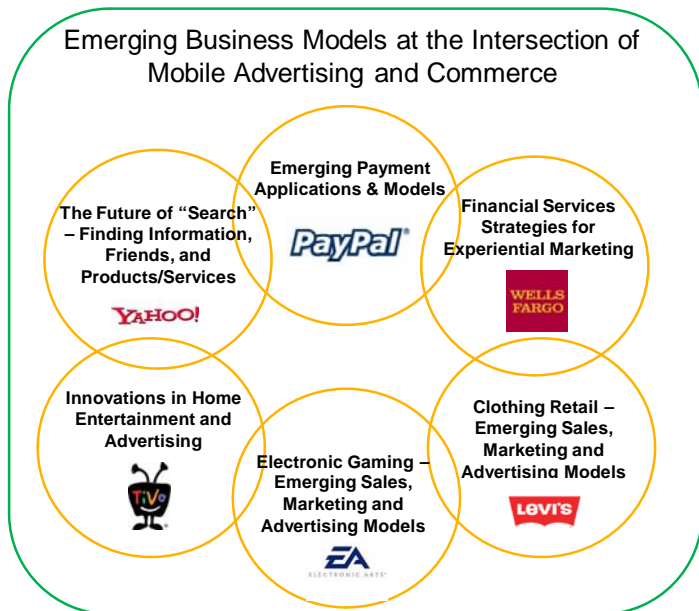 Emerging Business Models at the Intersection of
Mobile Advertising and Commerce
Emerging Payment
Applications & Models
PayPal®
The Future of “Search”
– Finding Information,
Friends, and
Products/Services
YAHOO!
Financial Services
Strategies for
Experiential Marketing
WELLS
FARGO
Innovations in Home
Entertainment and
Advertising
TiVo
Electronic Gaming –
Emerging Sales,
Marketing and
Advertising Models
EA
ELECTRONIC ARTS
Clothing Retail –
Emerging Sales,
Marketing and
Advertising Models
LEVI'S